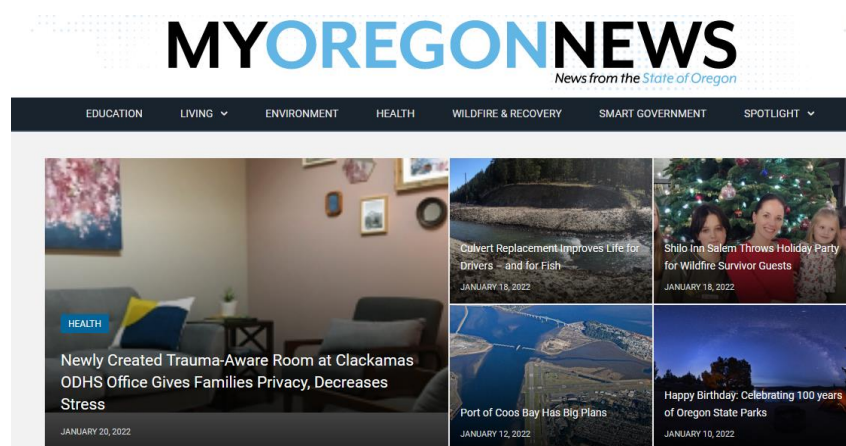 MYOREGONNEWS
News from the State of Oregon
EDUCATION LIVING ENVIRONMENT HEALTH WILDFIRE & RECOVERY SMART GOVERNMENT SPOTLIGHT
HEALTH
Newly Created Trauma-Aware Room at Clackamas
ODHS Office Gives Families Privacy, Decreases
Stress
JANUARY 20, 2022
Culvert Replacement Improves Life for
Drivers – and for Fish
JANUARY 18, 2022
Shilo Inn Salem Throws Holiday Party
for Wildfire Survivor Guests
JANUARY 18, 2022
Port of Coos Bay Has Big Plans
JANUARY 12, 2022
Happy Birthday: Celebrating 100 years
of Oregon State Parks
JANUARY 10, 2022